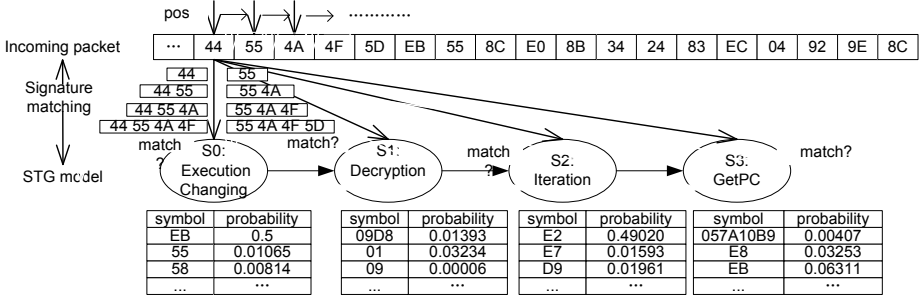 pos ............
Incoming packet ... 44 55 4A 4F 5D EB 55 8C E0 8B 34 24 83 EC 04 92 9E 8C
Signature matching
STG model
44 55
44 55 55 4A
44 55 4A 55 4A 4F
44 55 4A 4F 55 4A 4F 5D
match?
match?
match?
match?
S0: Execution Changing
S1: Decryption
S2: Iteration
S3: GetPC
symbol probability
EB 0.5
55 0.01065
58 0.00814
... ...
symbol probability
09D8 0.01393
01 0.03234
09 0.00006
... ...
symbol probability
E2 0.49020
E7 0.01593
D9 0.01961
... ...
symbol probability
057A10B9 0.00407
E8 0.03253
EB 0.06311
... ...